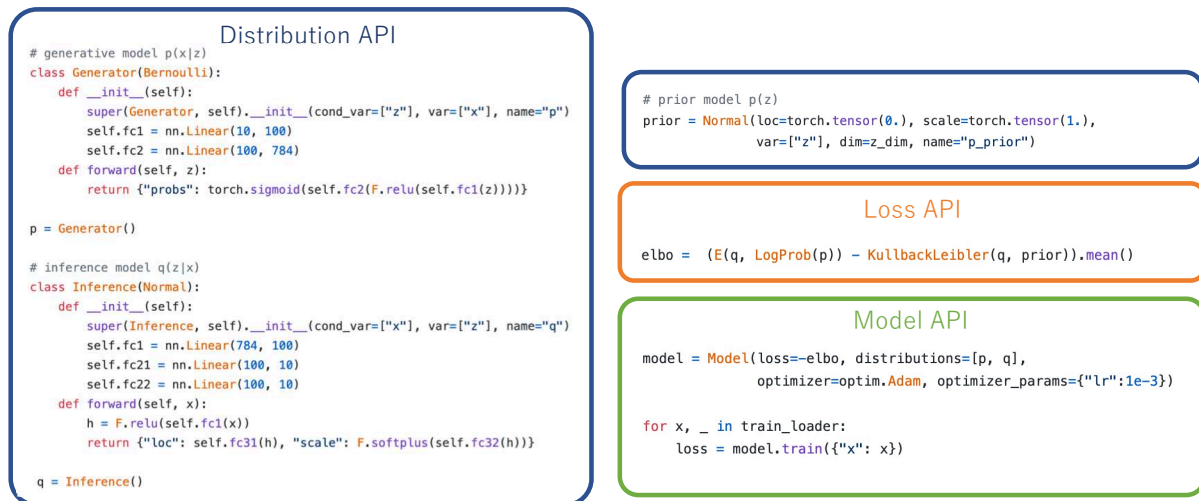 Distribution API
# generative model p(x|z)
class Generator(Bernoulli):
    def __init__(self):
        super(Generator, self).__init__(cond_var=["z"], var=["x"], name="p")
        self.fc1 = nn.Linear(10, 100)
        self.fc2 = nn.Linear(100, 784)
    def forward(self, z):
        return {"probs": torch.sigmoid(self.fc2(F.relu(self.fc1(z))))}
p = Generator()
# inference model q(z|x)
class Inference(Normal):
    def __init__(self):
        super(Inference, self).__init__(cond_var=["x"], var=["z"], name="q")
        self.fc1 = nn.Linear(784, 100)
        self.fc21 = nn.Linear(100, 10)
        self.fc22 = nn.Linear(100, 10)
    def forward(self, x):
        h = F.relu(self.fc1(x))
        return {"loc": self.fc31(h), "scale": F.softplus(self.fc32(h))}
q = Inference()
# prior model p(z)
prior = Normal(loc=torch.tensor(0.), scale=torch.tensor(1.),
               var=["z"], dim=z_dim, name="p_prior")
Loss API
elbo =  (E(q, LogProb(p)) - KullbackLeibler(q, prior)).mean()
Model API
model = Model(loss=-elbo, distributions=[p, q],
              optimizer=optim.Adam, optimizer_params={"lr":1e-3})
for x, _ in train_loader:
    loss = model.train({"x": x})